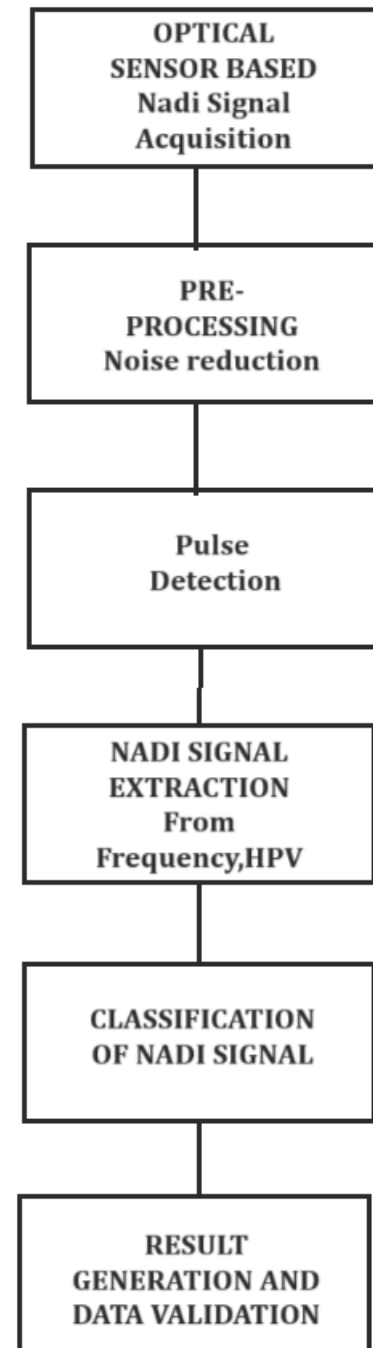 OPTICAL
SENSOR BASED
Nadi Signal
Acquisition
PRE-
PROCESSING
Noise reduction
Pulse
Detection
NADI SIGNAL
EXTRACTION
From
Frequency,HPV
CLASSIFICATION
OF NADI SIGNAL
RESULT
GENERATION AND
DATA VALIDATION